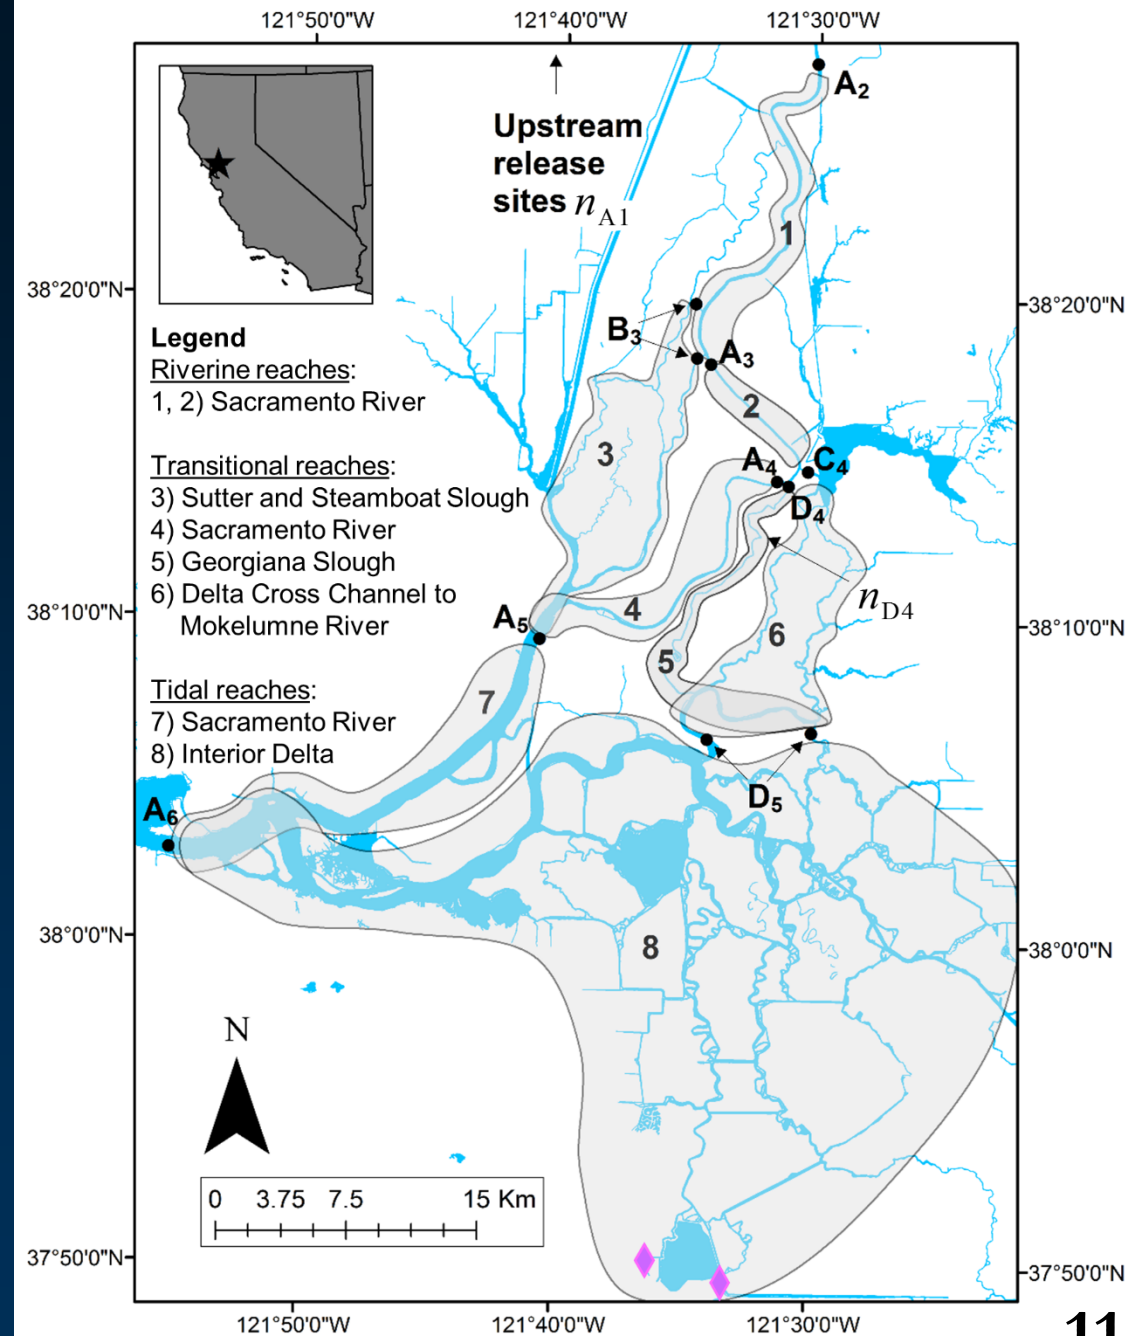 121°50'0"W
121°40'0"W
121°30'0"W
A2
Upstream
release
sites nA1
1
38°20'0"N
38°20'0"N
B3
A3
Legend
Riverine reaches:
1, 2) Sacramento River
2
3
A4
C4
D4
Transitional reaches:
3) Sutter and Steamboat Slough
4) Sacramento River
5) Georgiana Slough
6) Delta Cross Channel to
Mokelumne River
nD4
38°10'0"N
38°10'0"N
A5
4
5
6
Tidal reaches:
7) Sacramento River
8) Interior Delta
7
D5
A6
38°0'0"N
38°0'0"N
8
N
0 3.75 7.5 15 Km
37°50'0"N
37°50'0"N
121°50'0"W
121°40'0"W
121°30'0"W
11